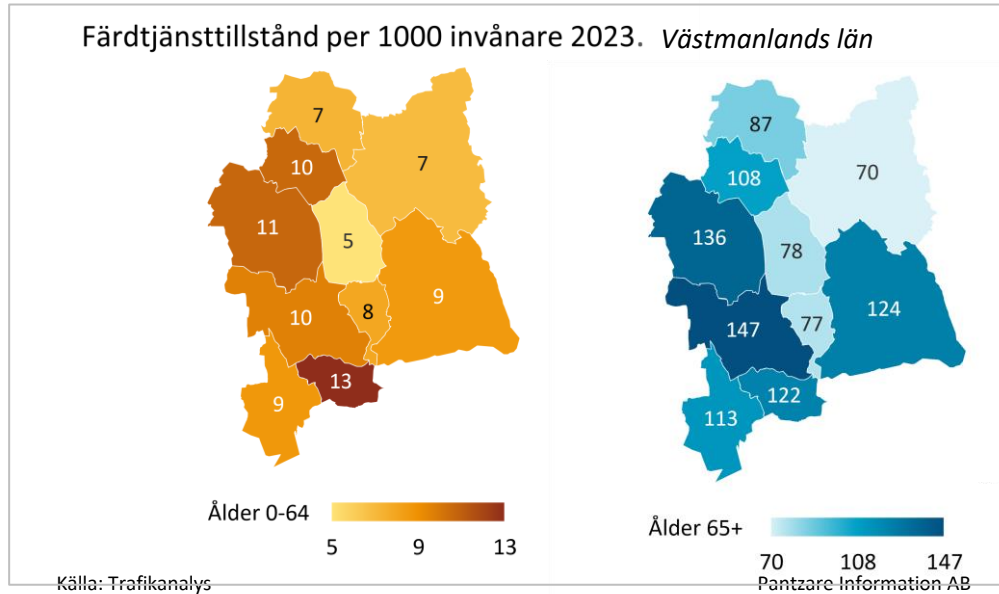 Färdtjänsttillstånd per 1000 invånare 2023. Västmanlands län
7
7
10
11
5
10
8
9
13
9
87
70
108
136
78
147
77
124
122
113
Ålder 0-64
5 9 13
Ålder 65+
70 108 147
Källa: Trafikanalys
Pantzare Information AB